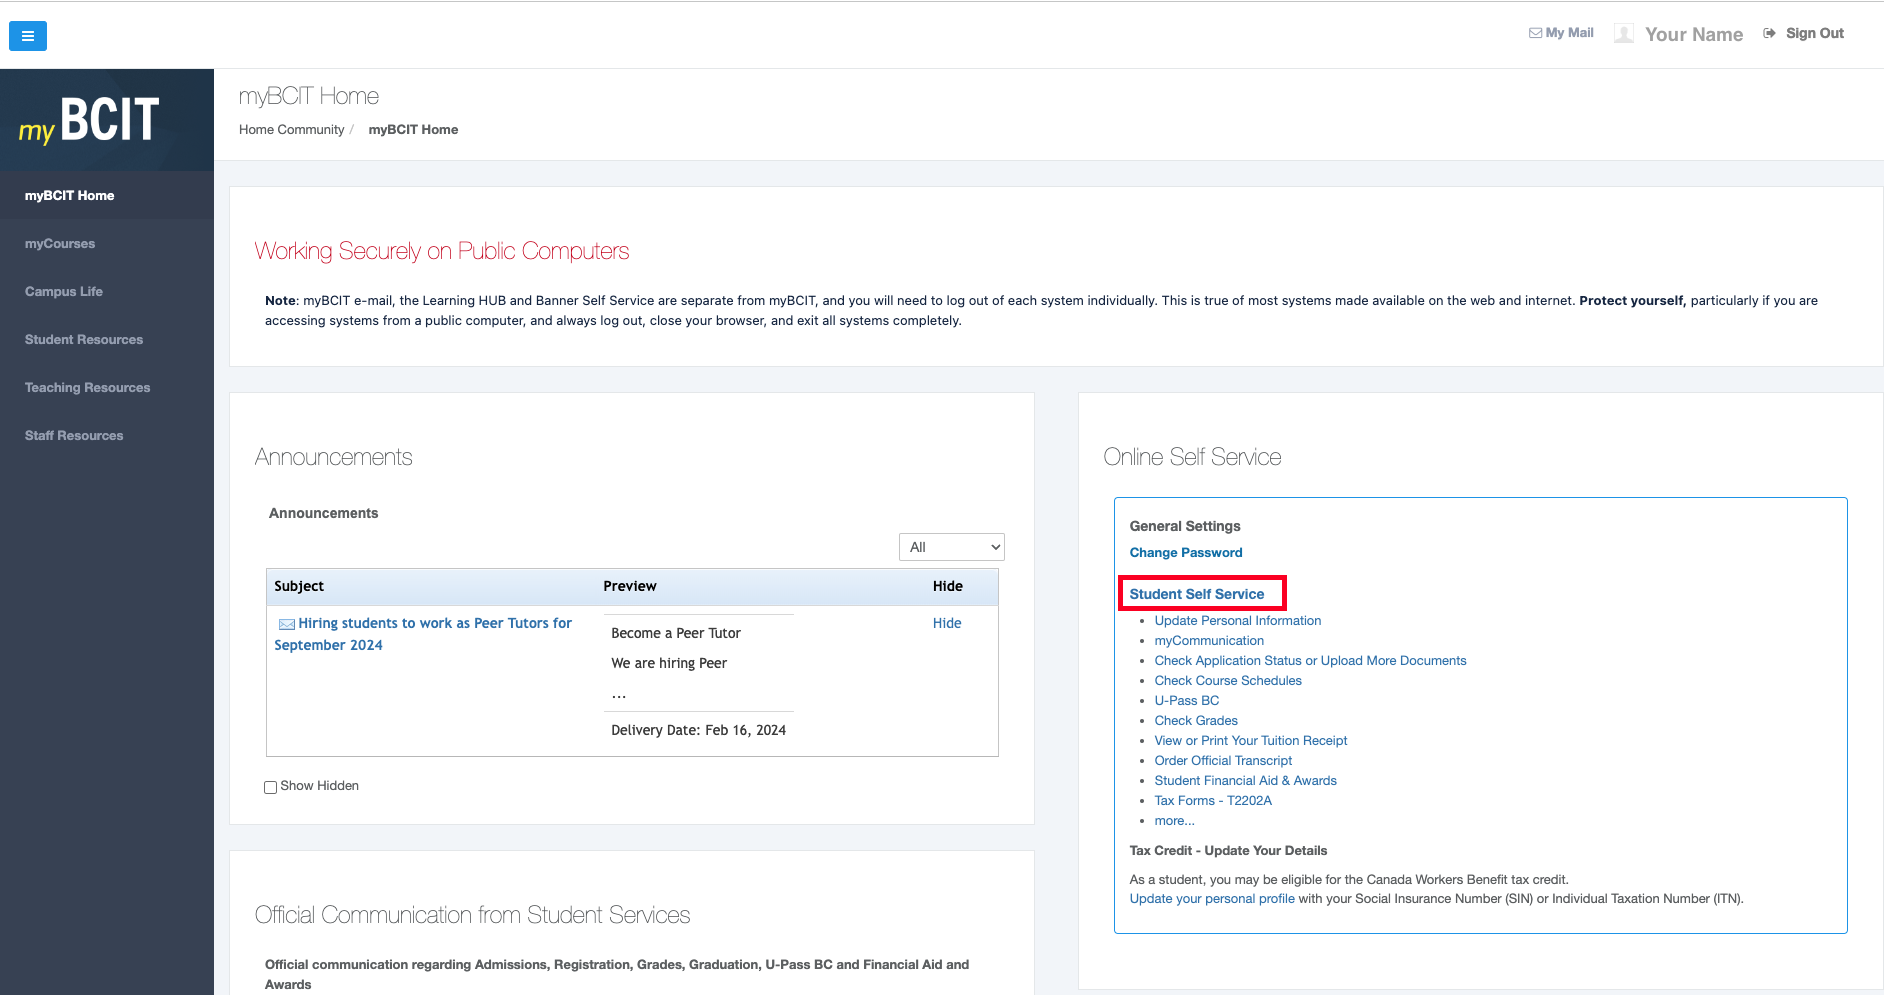 My Mail
Your Name
Sign Out
my BCIT
myBCIT Home
myCourses
Campus Life
Student Resources
Teaching Resources
Staff Resources
myBCIT Home
Home Community / myBCIT Home
Working Securely on Public Computers
Note: myBCIT e-mail, the Learning HUB and Banner Self Service are separate from myBCIT, and you will need to log out of each system individually. This is true of most systems made available on the web and internet. Protect yourself, particularly if you are
accessing systems from a public computer, and always log out, close your browser, and exit all systems completely.
Announcements
Announcements
All
Subject Preview Hide
Hiring students to work as Peer Tutors for
September 2024
Become a Peer Tutor
We are hiring Peer
...
Delivery Date: Feb 16, 2024
Hide
Show Hidden
Official Communication from Student Services
Official communication regarding Admissions, Registration, Grades, Graduation, U-Pass BC and Financial Aid and
Awards
Online Self Service
General Settings
Change Password
Student Self Service
• Update Personal Information
• myCommunication
• Check Application Status or Upload More Documents
• Check Course Schedules
• U-Pass BC
• Check Grades
• View or Print Your Tuition Receipt
• Order Official Transcript
• Student Financial Aid & Awards
• Tax Forms - T2202A
• more...
Tax Credit - Update Your Details
As a student, you may be eligible for the Canada Workers Benefit tax credit.
Update your personal profile with your Social Insurance Number (SIN) or Individual Taxation Number (ITN).